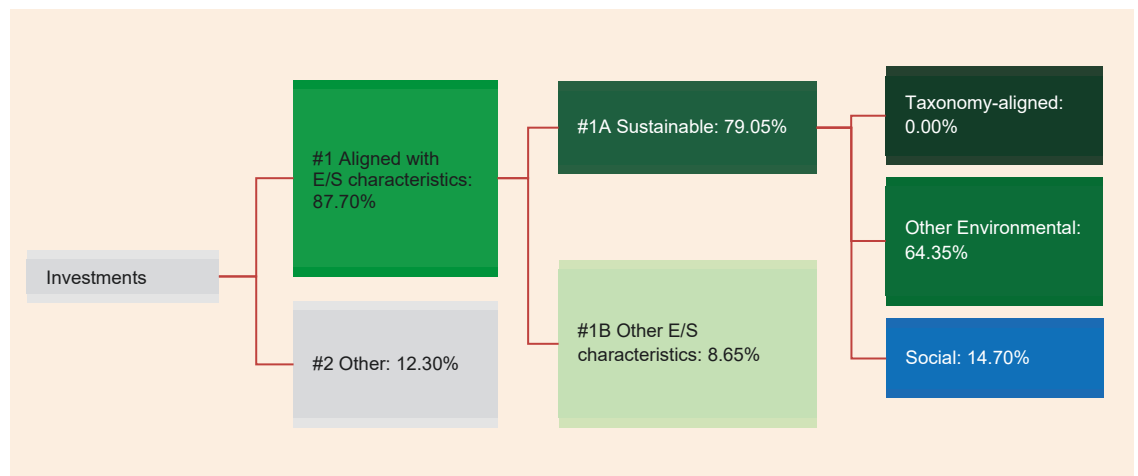 Investments
#1 Aligned with
E/S characteristics:
87.70%
#2 Other: 12.30%
#1A Sustainable: 79.05%
#1B Other E/S
characteristics: 8.65%
Taxonomy-aligned:
0.00%
Other Environmental:
64.35%
Social: 14.70%